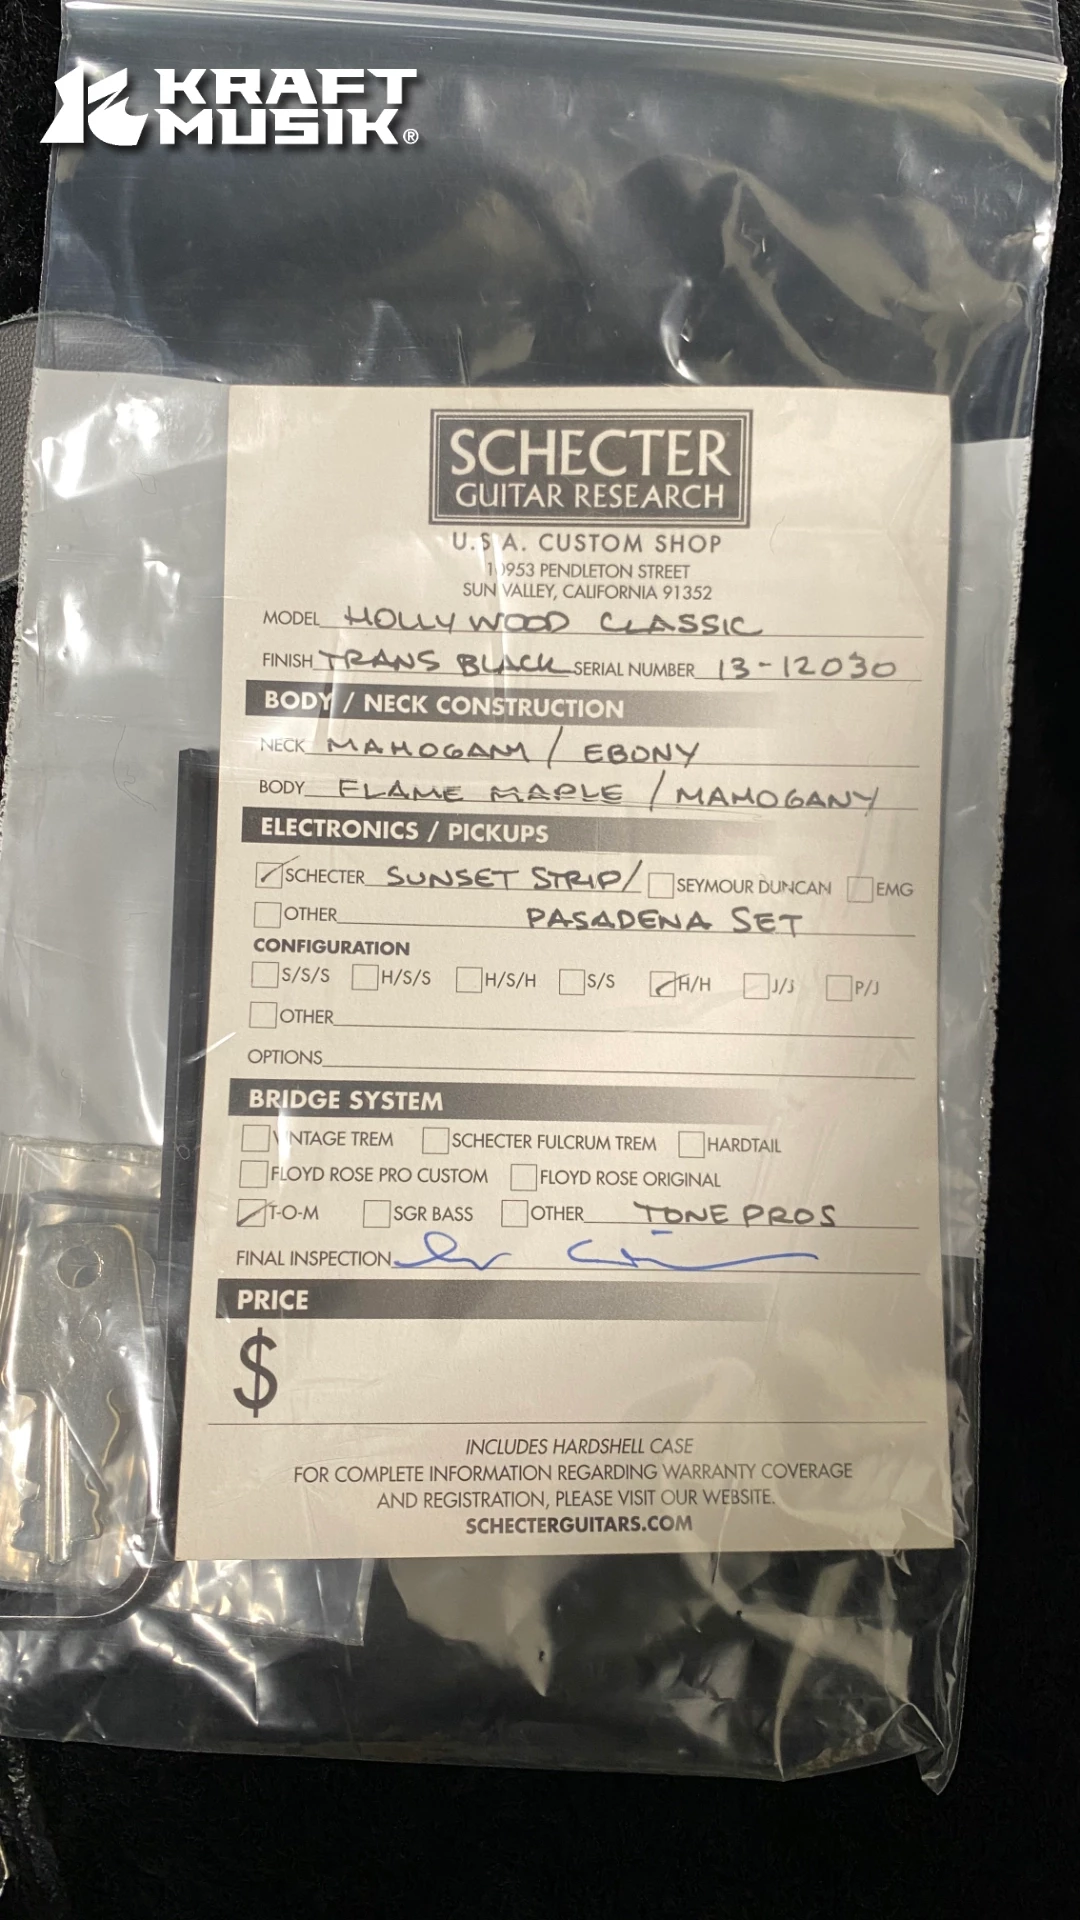 KRAFT
MUSIK®
SCHECTER
GUITAR RESEARCH
U.S.A. CUSTOM SHOP
10953 PENDLETON STREET
SUN VALLEY, CALIFORNIA 91352
MODEL HOLLYWOOD CLASSIC
FINISH TRANS BLACK SERIAL NUMBER 13-12030
BODY / NECK CONSTRUCTION
NECK MAHOGANY / EBONY
BODY FLAME MAPLE / MAHOGANY
ELECTRONICS / PICKUPS
SCHECTER SUNSET STRIP/ SEYMOUR DUNCAN EMG
OTHER PASADENA SET
CONFIGURATION
S/S/S H/S/S H/S/H S/S H/H J/J P/J
OTHER
OPTIONS
BRIDGE SYSTEM
VINTAGE TREM SCHECTER FULCRUM TREM HARDTAIL
FLOYD ROSE PRO CUSTOM FLOYD ROSE ORIGINAL
T-O-M SGR BASS OTHER TONE PROS
FINAL INSPECTION
PRICE
$
INCLUDES HARDSHELL CASE
FOR COMPLETE INFORMATION REGARDING WARRANTY COVERAGE
AND REGISTRATION, PLEASE VISIT OUR WEBSITE.
SCHECTERGUITARS.COM